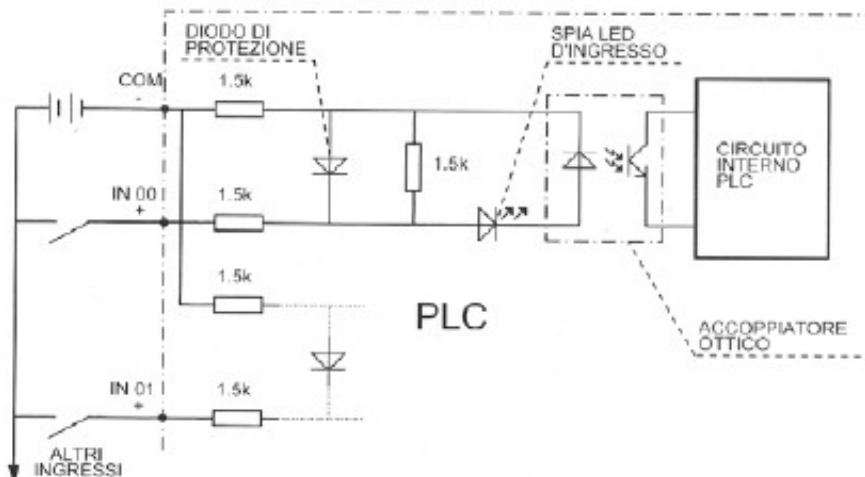 DIODO DI
PROTEZIONE
SPIA LED
D'INGRESSO
COM
-
1.5k
1.5k
CIRCUITO
INTERNO
PLC
IN 00
+
1.5k
1.5k
PLC
ACCOPPIATORE
OTTICO
IN 01
+
1.5k
ALTRI
INGRESSI